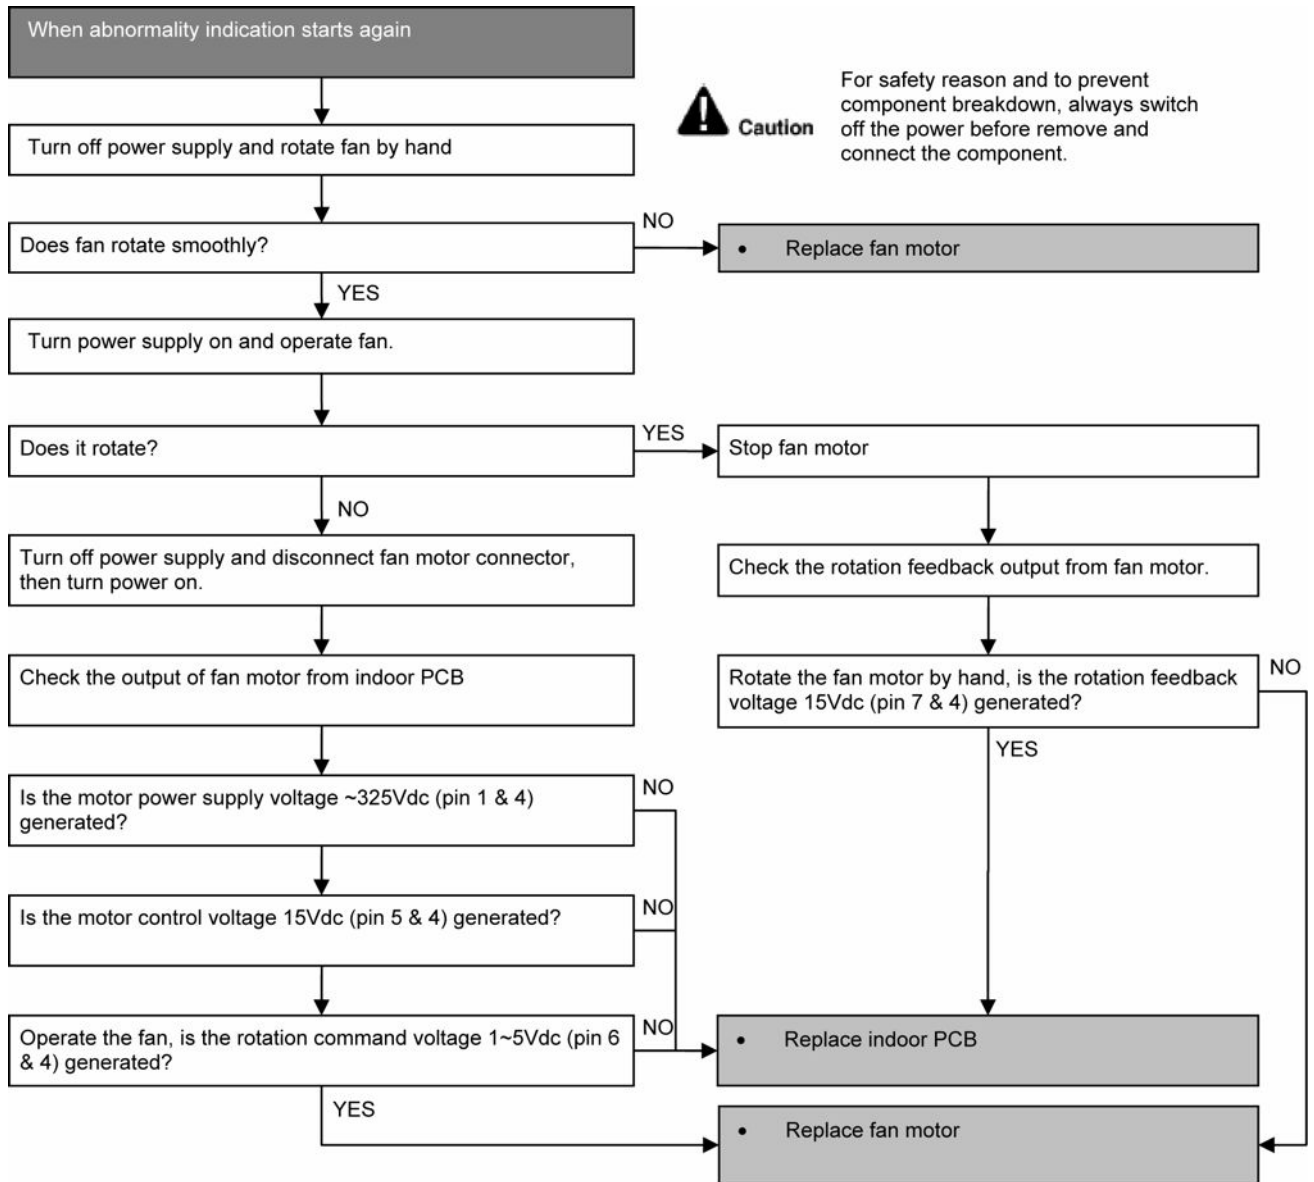 When abnormality indication starts again
Caution
For safety reason and to prevent
component breakdown, always switch
off the power before remove and
connect the component.
Turn off power supply and rotate fan by hand
Does fan rotate smoothly?
NO
• Replace fan motor
YES
Turn power supply on and operate fan.
Does it rotate?
YES
Stop fan motor
NO
Turn off power supply and disconnect fan motor connector,
then turn power on.
Check the rotation feedback output from fan motor.
Check the output of fan motor from indoor PCB
Rotate the fan motor by hand, is the rotation feedback
voltage 15Vdc (pin 7 & 4) generated?
NO
YES
Is the motor power supply voltage ~325Vdc (pin 1 & 4)
generated?
NO
Is the motor control voltage 15Vdc (pin 5 & 4) generated?
NO
Operate the fan, is the rotation command voltage 1~5Vdc (pin 6
& 4) generated?
NO
• Replace indoor PCB
YES
• Replace fan motor